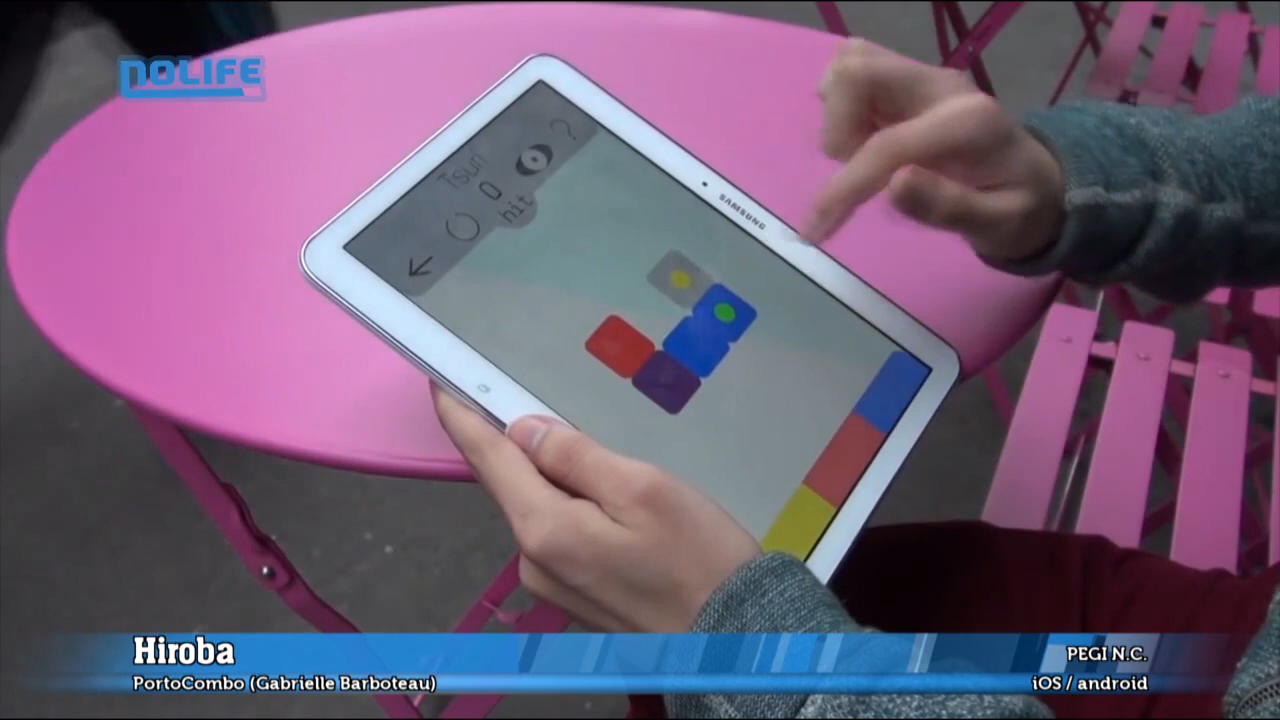 NOLIFE
Tsuri
?
0
hit
SAMSUNG
Hiroba
PortoCombo (Gabrielle Barboteau)
PEGI N.C.
iOS / android